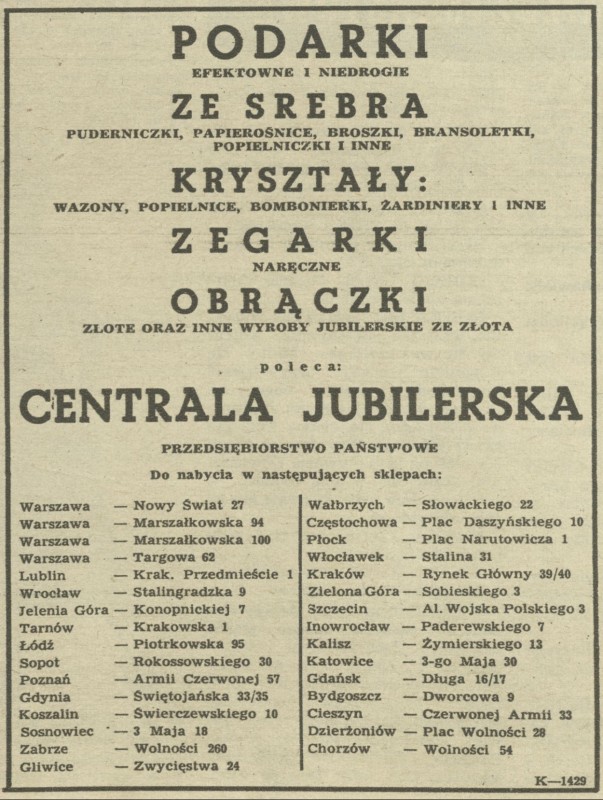 PODARKI
EFEKTOWNE I NIEDROGIE
ZE SREBRA
PUDERNICZKI, PAPIEROŚNICE, BROSZKI, BRANSOLETKI,
POPIELNICZKI I INNE
KRYSZTAŁY:
WAZONY, POPIELNICE, BOMBONIERKI, ŻARDINIERY I INNE
ZEGARKI
NARĘCZNE
OBRĄCZKI
ZLOTE ORAZ INNE WYROBY JUBILERSKIE ZE ZŁOTA
poleca:
CENTRALA JUBILERSKA
PRZEDSIĘBIORSTWO PAŃSTWOWE
Do nabycia w następujących sklepach:
Warszawa — Nowy Świat 27
Warszawa — Marszałkowska 94
Warszawa — Marszałkowska 100
Warszawa — Targowa 62
Lublin — Krak. Przedmieście 1
Wrocław — Stalingradzka 9
Jelenia Góra — Konopnickiej 7
Tarnów — Krakowska 1
Łódź — Piotrkowska 95
Sopot — Rokossowskiego 30
Poznań — Armii Czerwonej 57
Gdynia — Świętojańska 33/35
Koszalin — Świerczewskiego 10
Sosnowiec — 3 Maja 18
Zabrze — Wolności 260
Gliwice — Zwycięstwa 24
Wałbrzych — Słowackiego 22
Częstochowa — Plac Daszyńskiego 10
Płock — Plac Narutowicza 1
Włocławek — Stalina 31
Kraków — Rynek Główny 39/40
Zielona Góra — Sobieskiego 3
Szczecin — Al. Wojska Polskiego 3
Inowrocław — Paderewskiego 7
Kalisz — Żymierskiego 13
Katowice — 3-go Maja 30
Gdańsk — Długa 16/17
Bydgoszcz — Dworcowa 9
Cieszyn — Czerwonej Armii 33
Dzierżoniów — Plac Wolności 28
Chorzów — Wolności 54
K—1429